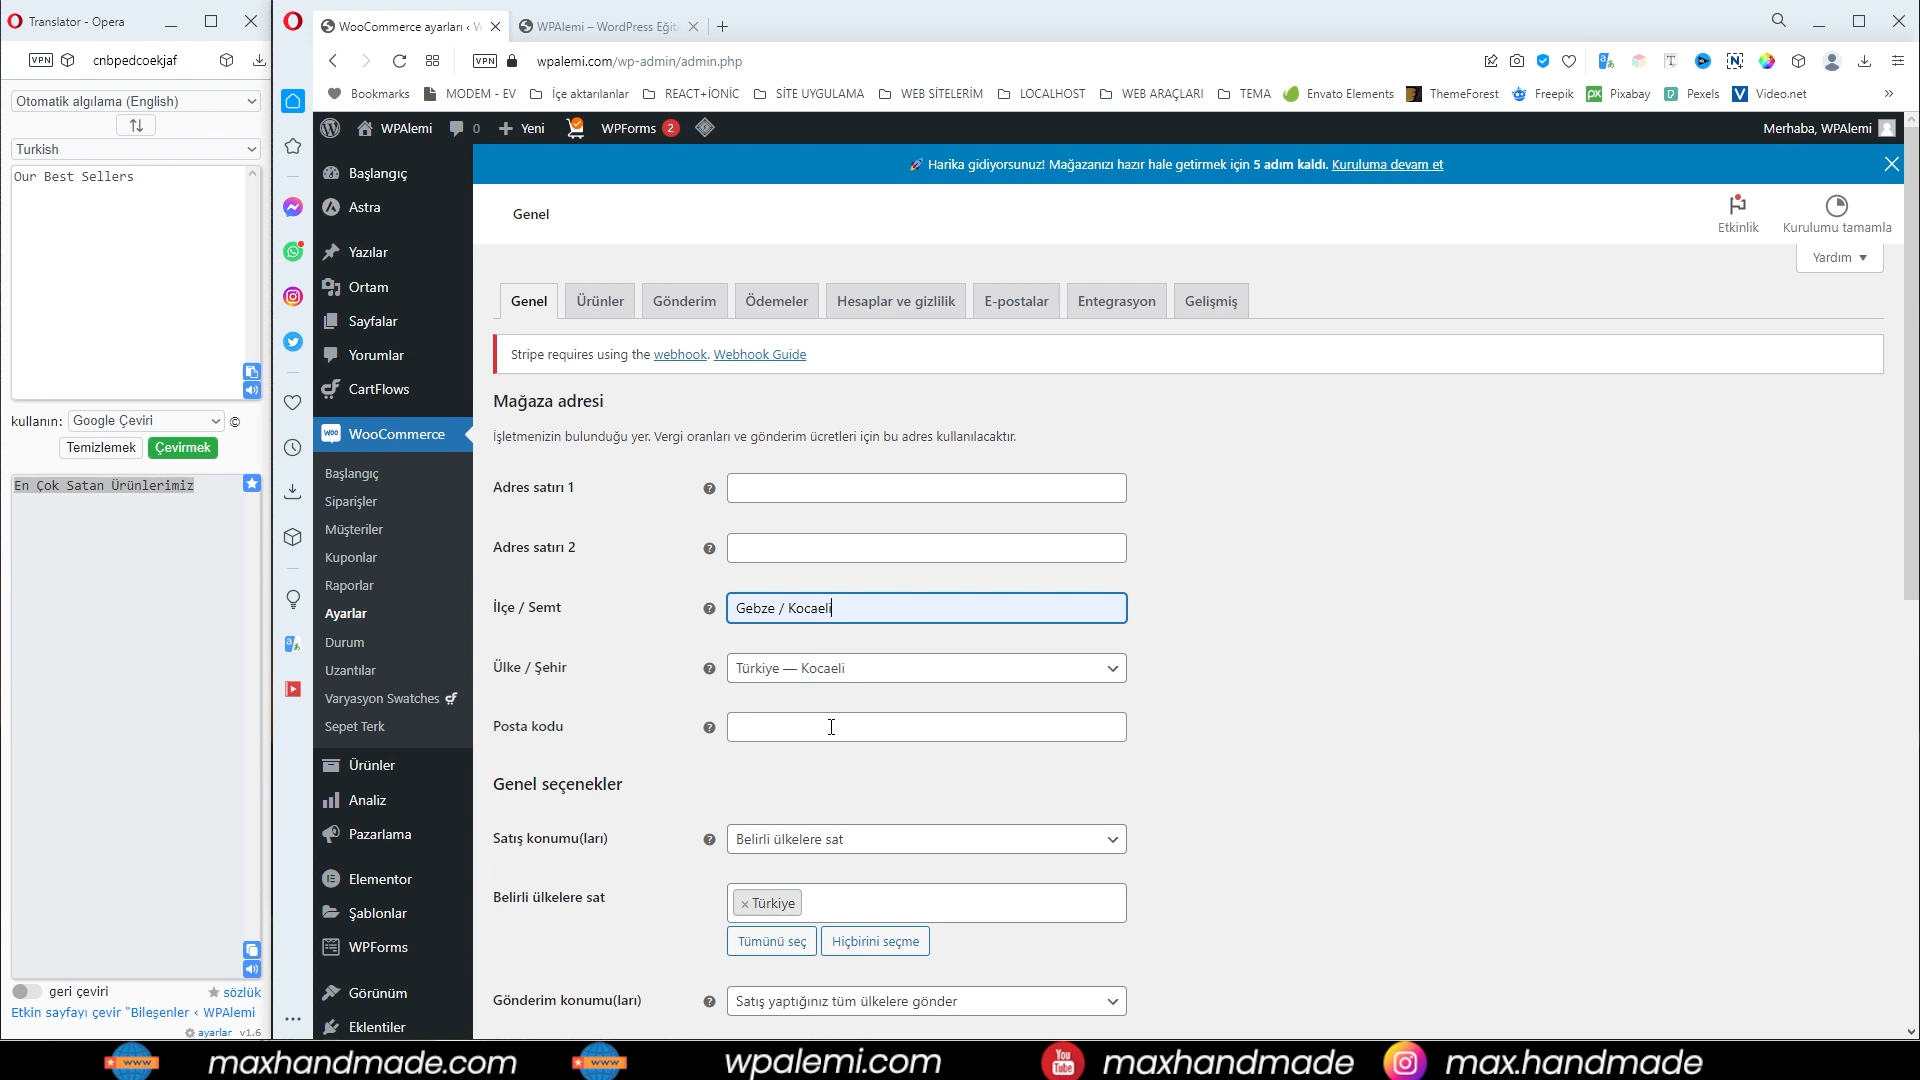 Translator - Opera
VPN
cnbpedcoekjaf
Otomatik algılama (English)
Turkish
Our Best Sellers
kullanın:
Google Çeviri
©
Temizlemek
Çevirmek
En Çok Satan Ürünlerimiz
geri çeviri
sözlük
Etkin sayfayı çevir "Bileşenler ‹ WPAlemi
ayarlar v1.6
WooCommerce ayarları ‹ W
WPAlemi – WordPress Eğit
VPN
wpalemi.com/wp-admin/admin.php
Bookmarks
MODEM - EV
İçe aktarılanlar
REACT+İONİC
SİTE UYGULAMA
WEB SİTELERİM
LOCALHOST
WEB ARAÇLARI
TEMA
Envato Elements
ThemeForest
Freepik
Pixabay
Pexels
Video.net
»
WPAlemi
0
Yeni
WPForms 2
Merhaba, WPAlemi
Harika gidiyorsunuz! Mağazanızı hazır hale getirmek için 5 adım kaldı. Kuruluma devam et
Başlangıç
Astra
Yazılar
Ortam
Sayfalar
Yorumlar
CartFlows
WooCommerce
Başlangıç
Siparişler
Müşteriler
Kuponlar
Raporlar
Ayarlar
Durum
Uzantılar
Varyasyon Swatches
Sepet Terk
Ürünler
Analiz
Pazarlama
Elementor
Şablonlar
WPForms
Görünüm
Eklentiler
Genel
Etkinlik
Kurulumu tamamla
Yardım
Genel
Ürünler
Gönderim
Ödemeler
Hesaplar ve gizlilik
E-postalar
Entegrasyon
Gelişmiş
Stripe requires using the webhook. Webhook Guide
Mağaza adresi
İşletmenizin bulunduğu yer. Vergi oranları ve gönderim ücretleri için bu adres kullanılacaktır.
Adres satırı 1
Adres satırı 2
İlçe / Semt
Gebze / Kocaeli
Ülke / Şehir
Türkiye — Kocaeli
Posta kodu
Genel seçenekler
Satış konumu(ları)
Belirli ülkelere sat
Belirli ülkelere sat
× Türkiye
Tümünü seç
Hiçbirini seçme
Gönderim konumu(ları)
Satış yaptığınız tüm ülkelere gönder
www
maxhandmade.com
www
wpalemi.com
You Tube
maxhandmade
max.handmade